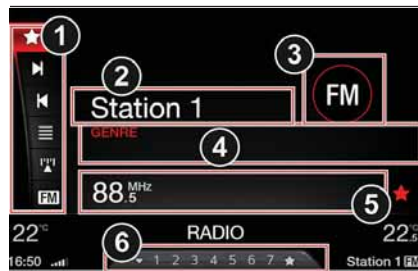 1
2
3
Station 1
FM
GENRE
4
88.5 MHz
5
FM
22°C
RADIO
22.5°C
6
16:50
1 2 3 4 5 6 7
Station 1 FM